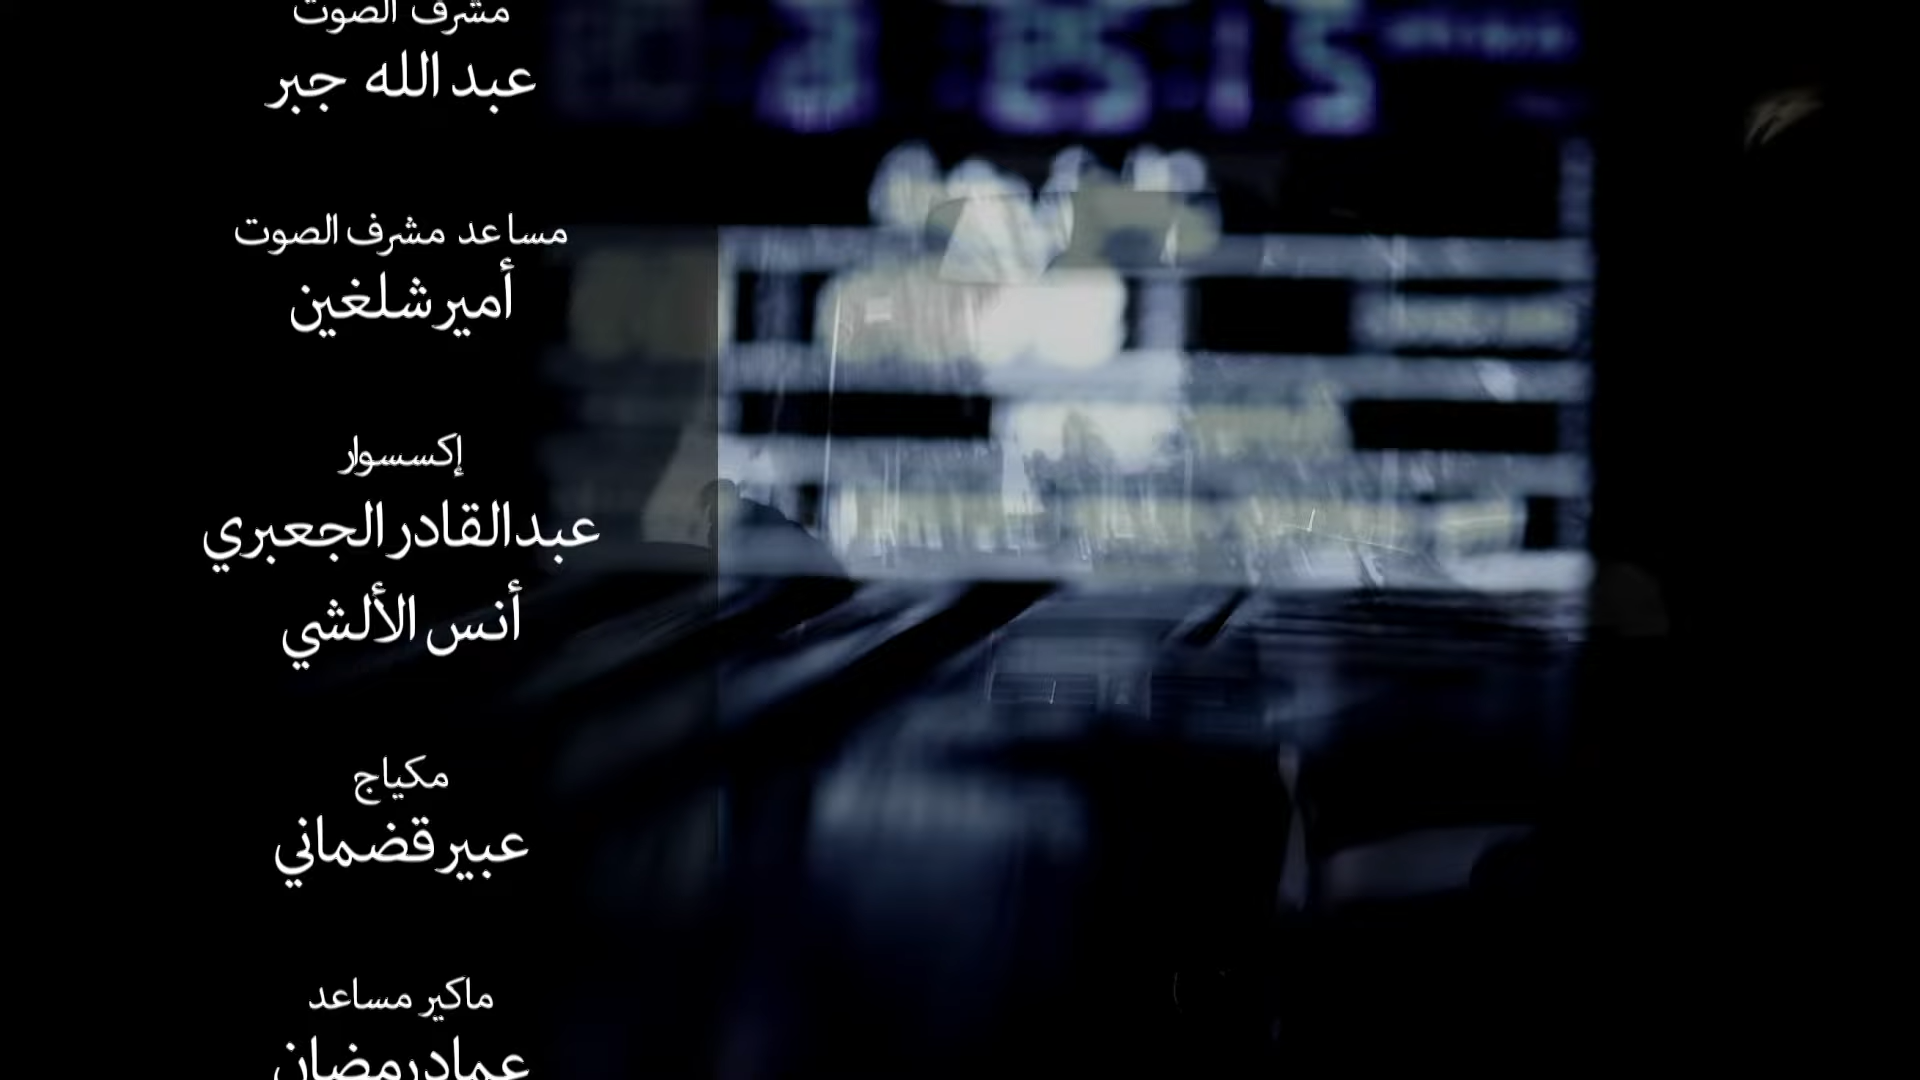 مشرف الصوت
عبد الله جبر
مساعد مشرف الصوت
أمير شلغين
إكسسوار
عبدالقادر الجعبري
أنس الألشي
مكياج
عبير قضماني
ماكير مساعد
عماد رمضان